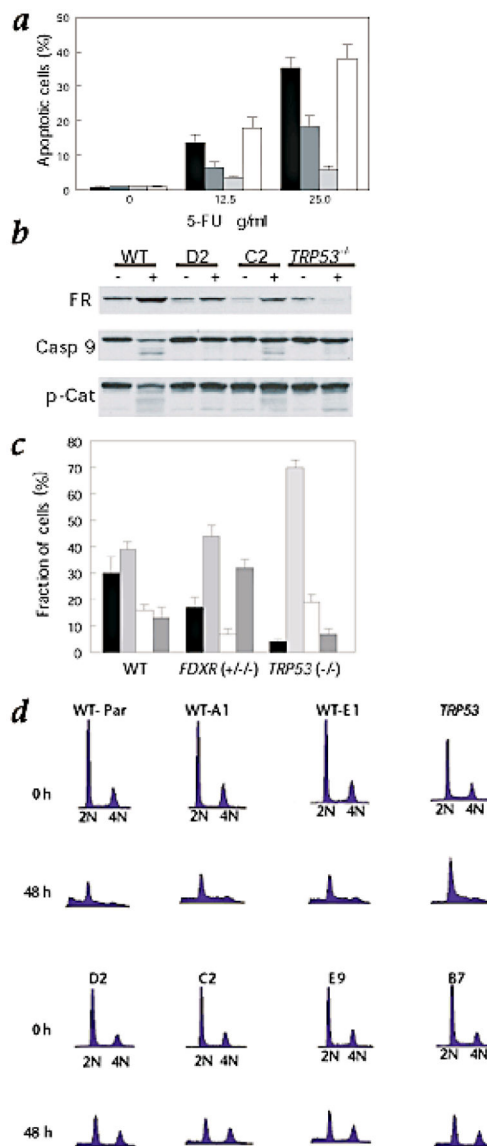 a
Apoptotic cells (%)
50
40
30
20
10
0
0 12.5 25.0
5-FU g/ml
b
WT D2 C2 TRP53-/-
- + - + - + - +
FR
Casp 9
p-Cat
c
Fraction of cells (%)
80
70
60
50
40
30
20
10
0
WT FDXR (+/-/-) TRP53 (-/-)
d
WT- Par WT-A1 WT-E1 TRP53
0 h
2N 4N 2N 4N 2N 4N 2N 4N
48 h
D2 C2 E9 B7
0 h
2N 4N 2N 4N 2N 4N 2N 4N
48 h